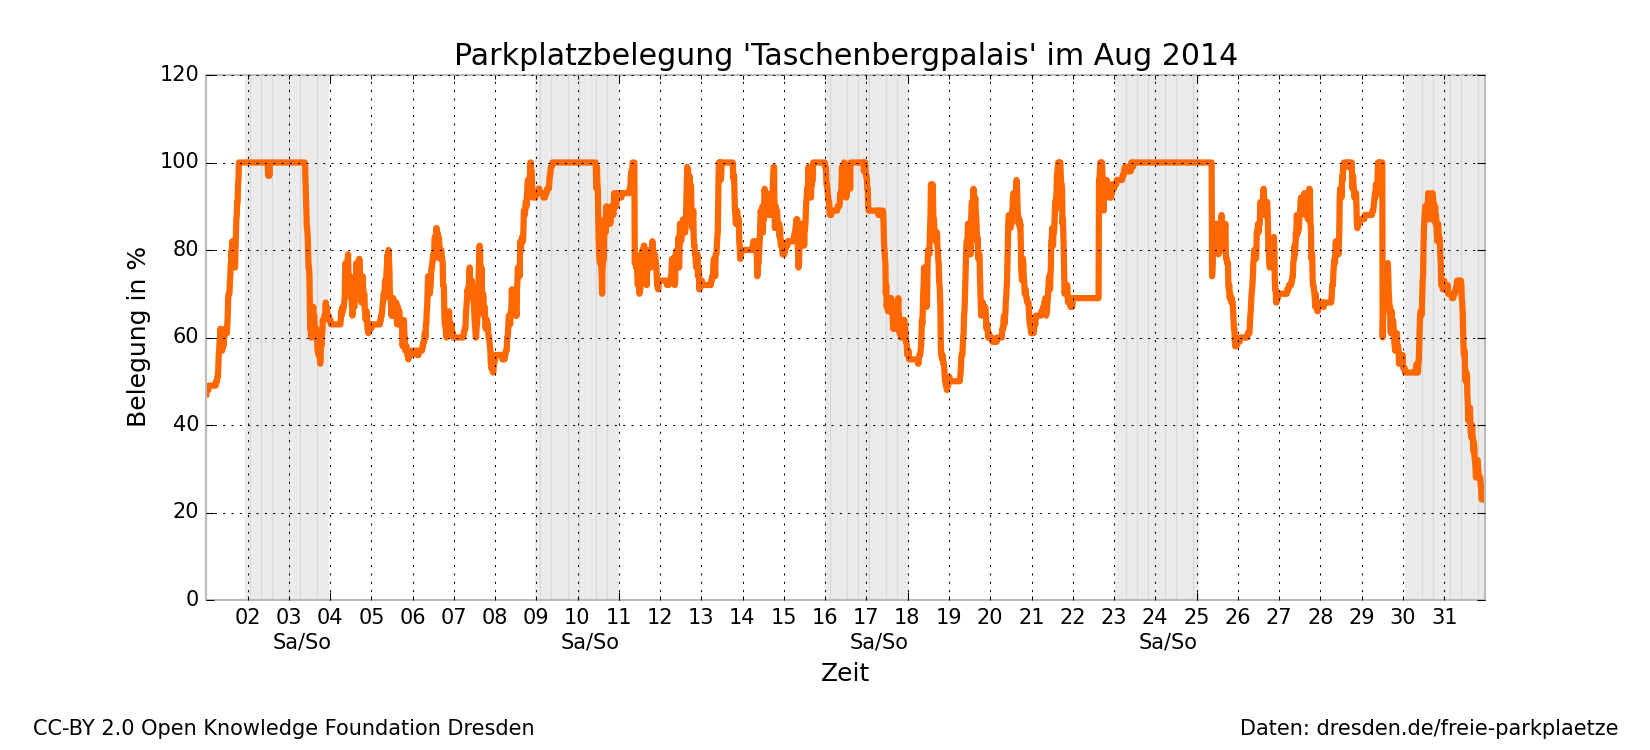 Parkplatzbelegung 'Taschenbergpalais' im Aug 2014
120
100
80
60
40
20
0
Belegung in %
02 03 04 05 06 07 08 09 10 11 12 13 14 15 16 17 18 19 20 21 22 23 24 25 26 27 28 29 30 31
Sa/So Sa/So Sa/So Sa/So
Zeit
CC-BY 2.0 Open Knowledge Foundation Dresden
Daten: dresden.de/freie-parkplaetze